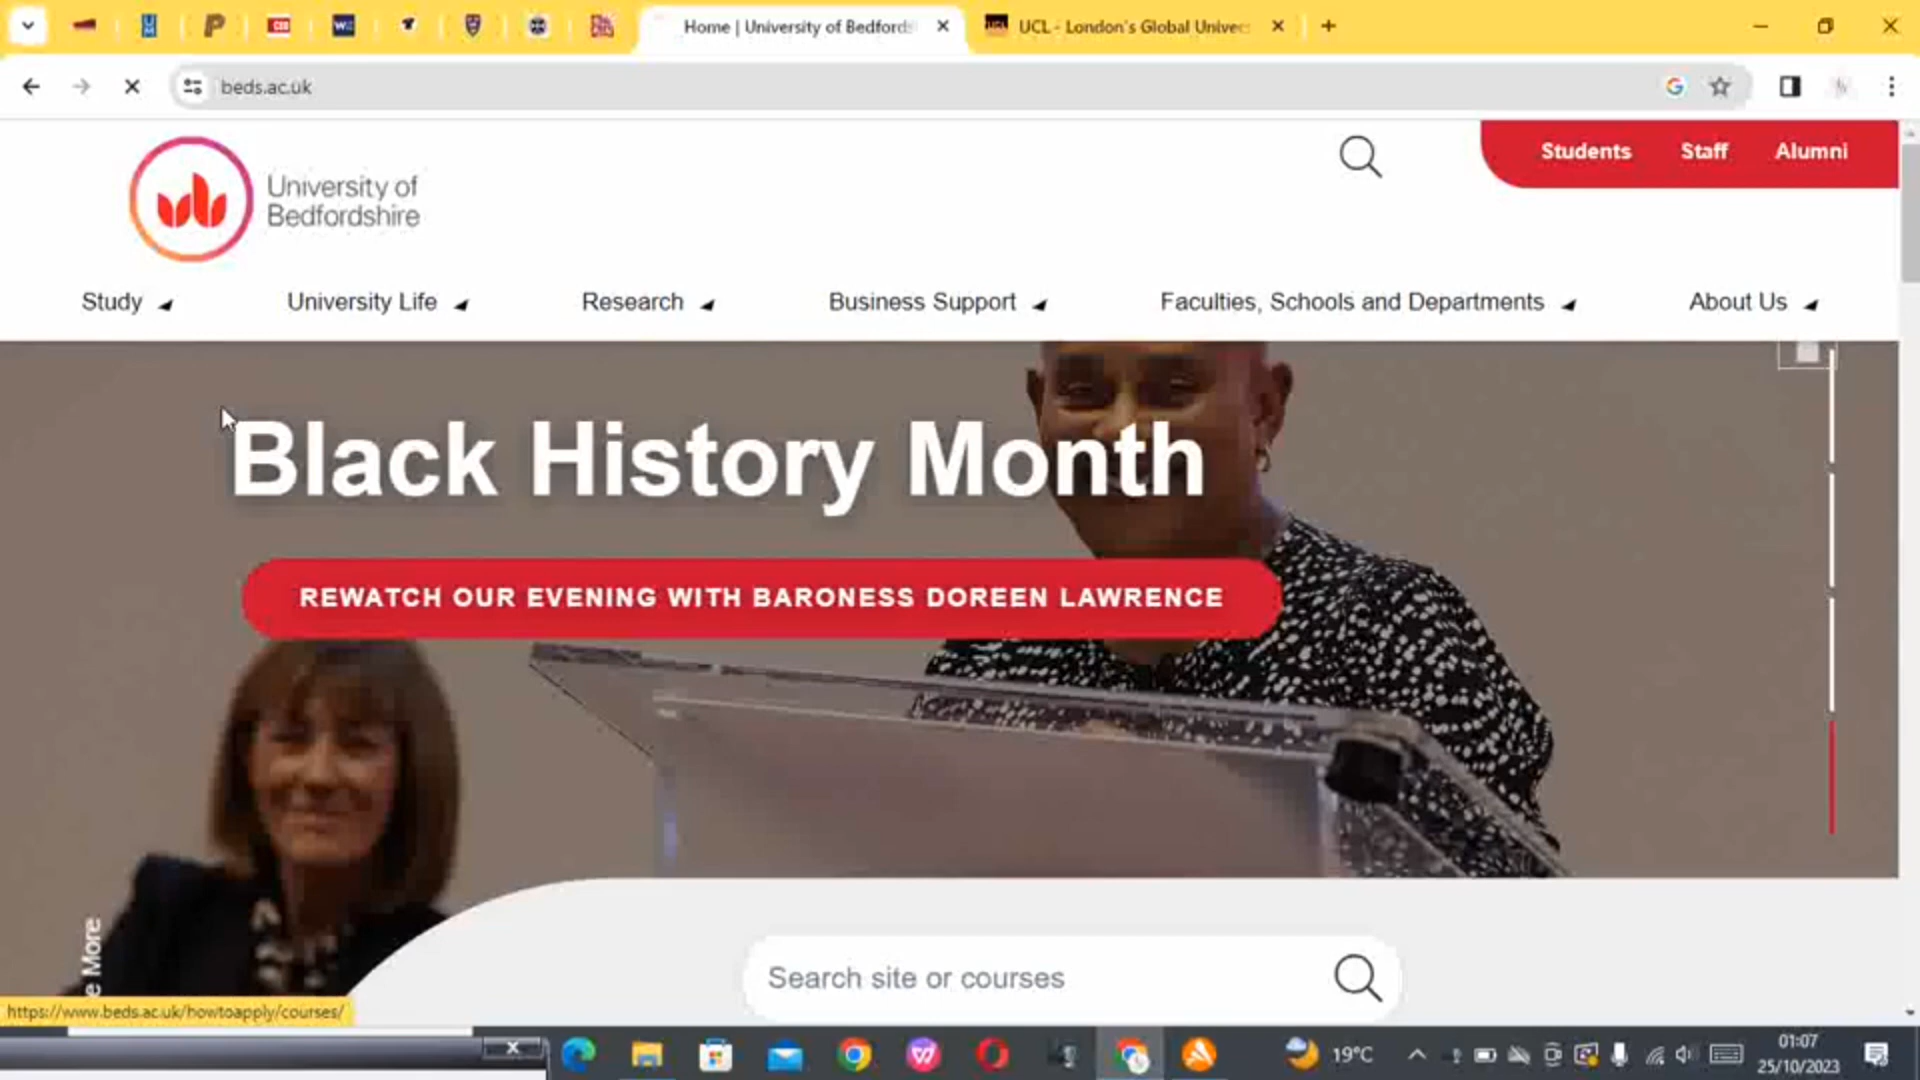 Home | University of Bedfords
UCL - London's Global Univer
beds.ac.uk
Students Staff Alumni
University of
Bedfordshire
Study University Life Research Business Support Faculties, Schools and Departments About Us
Black History Month
REWATCH OUR EVENING WITH BARONESS DOREEN LAWRENCE
e More
Search site or courses
https://www.beds.ac.uk/howtoapply/courses/
19°C
01:07
25/10/2023